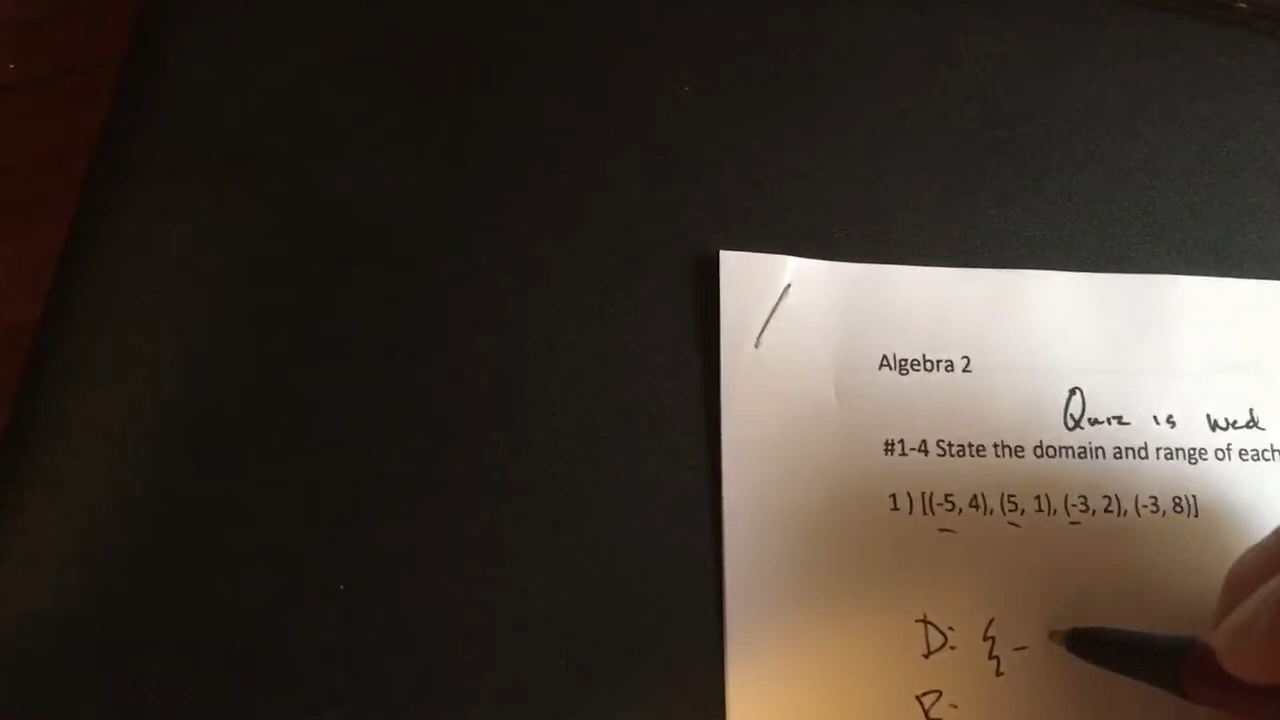 Algebra 2
Quiz is Wed
#1-4 State the domain and range of each
1) [(-5, 4), (5, 1), (-3, 2), (-3, 8)]
D: { -
R: